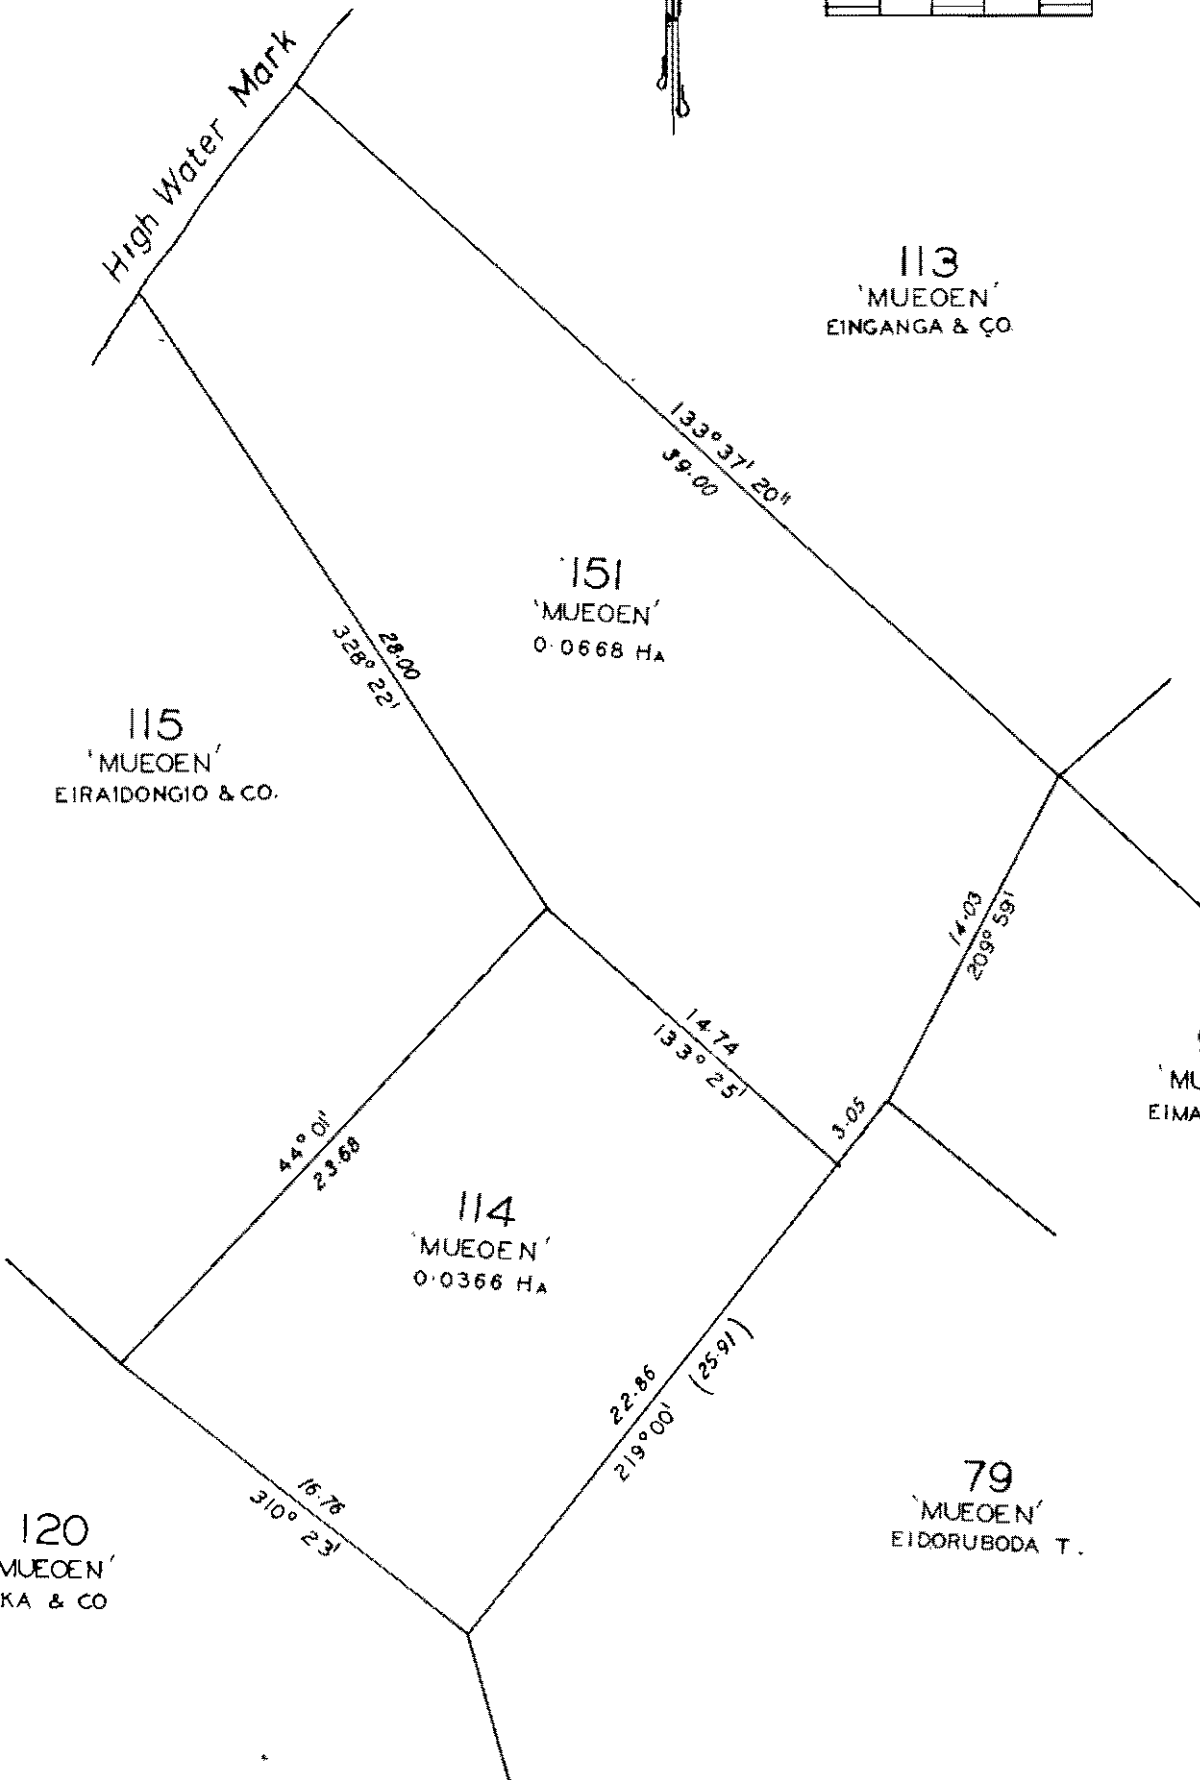 High Water Mark
113
'MUEOEN'
EINGANGA & CO.
133° 37' 20"
39.00
151
'MUEOEN'
0.0668 HA
28.00
328° 22'
115
'MUEOEN'
EIRAIDONGIO & CO.
14.03
209° 59'
14.74
133° 25'
3.05
'MU
EIMA
44° 01'
23.68
114
'MUEOEN'
0.0366 HA
22.86
(25.91)
219° 00'
16.76
310° 23'
79
'MUEOEN'
EIDORUBODA T.
120
MUEOEN'
KA & CO